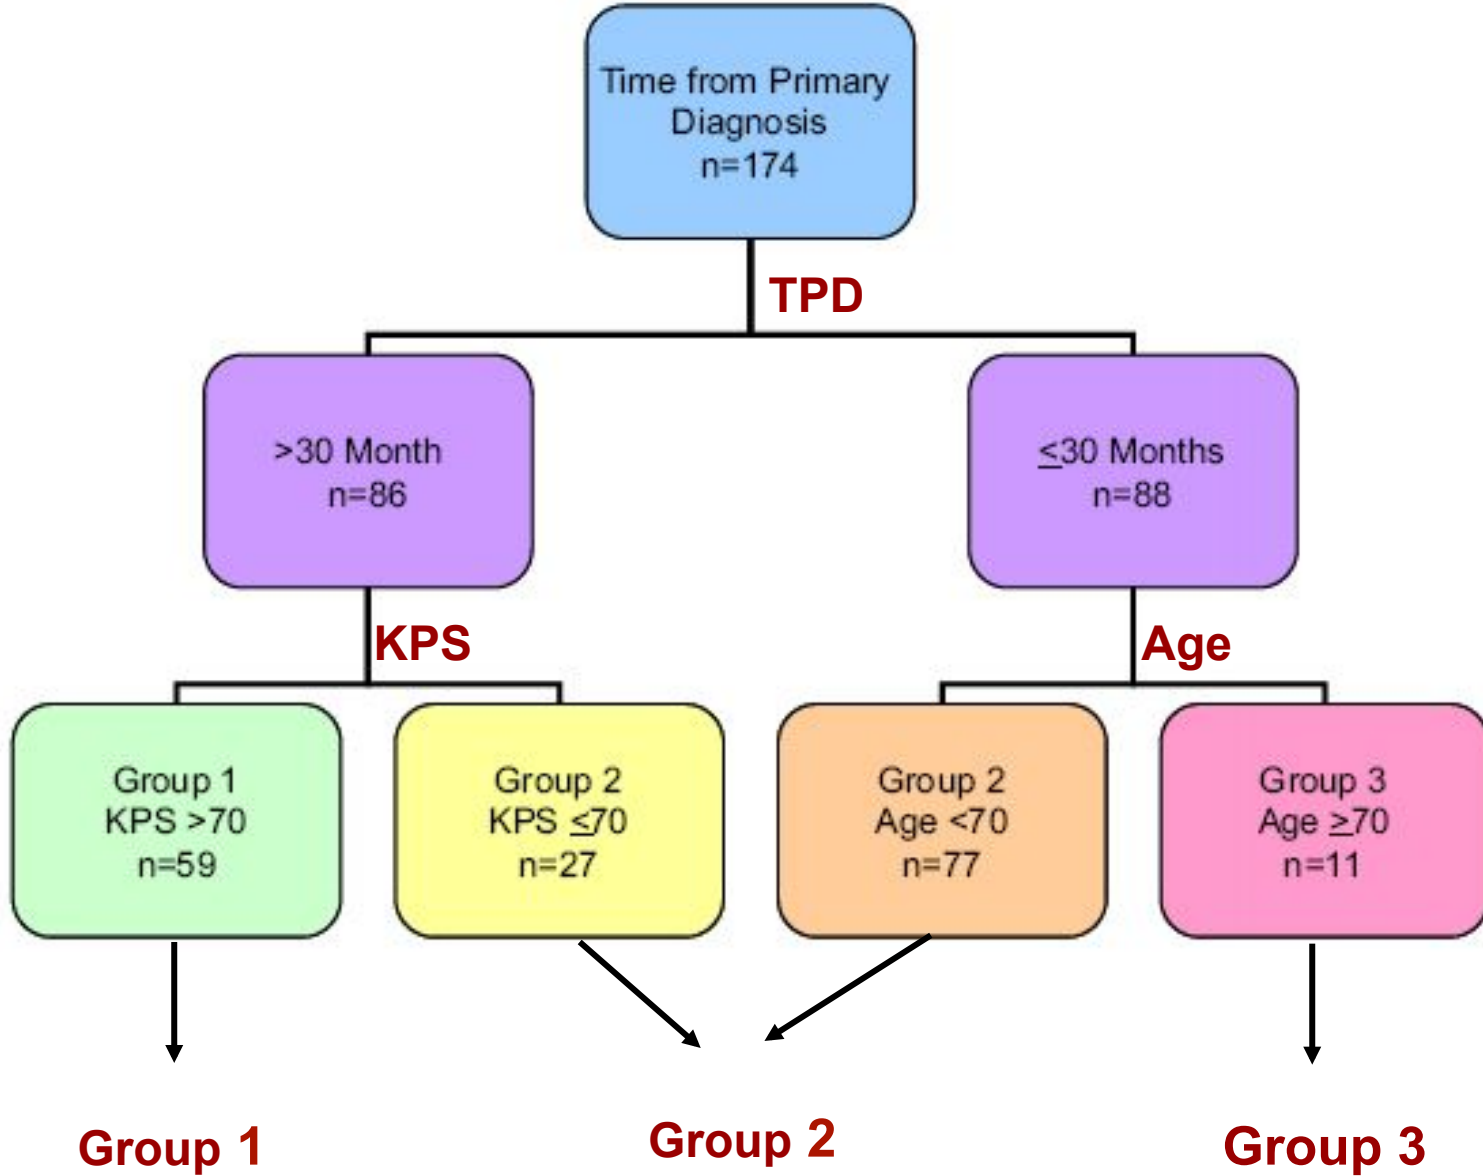 Time from Primary
Diagnosis
n=174
TPD
>30 Month
n=86
≤30 Months
n=88
KPS
Age
Group 1
KPS >70
n=59
Group 2
KPS ≤70
n=27
Group 2
Age <70
n=77
Group 3
Age ≥70
n=11
Group 1
Group 2
Group 3